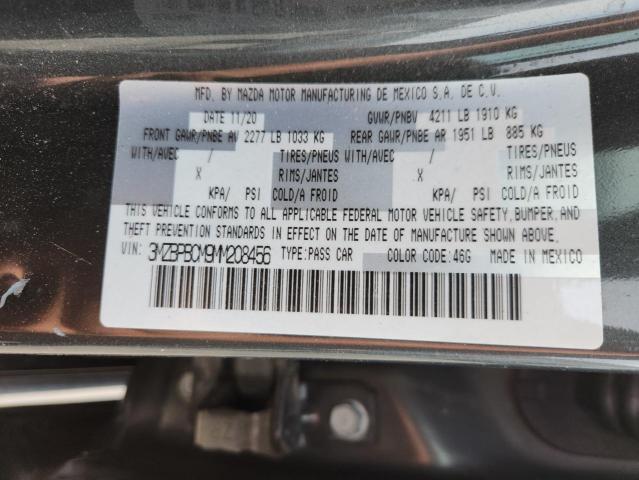 MFD. BY MAZDA MOTOR MANUFACTURING DE MEXICO S.A. DE C.V.
DATE 11/20 GVWR/PNBV 4211 LB 1910 KG
FRONT GAWR/PNBE AV 2277 LB 1033 KG REAR GAWR/PNBE AR 1951 LB 885 KG
WITH/AVEC / TIRES/PNEUS WITH/AVEC / TIRES/PNEUS
X RIMS/JANTES X RIMS/JANTES
KPA/ PSI COLD/A FROID KPA/ PSI COLD/A FROID
THIS VEHICLE CONFORMS TO ALL APPLICABLE FEDERAL MOTOR VEHICLE SAFETY, BUMPER, AND
THEFT PREVENTION STANDARDS IN EFFECT ON THE DATE OF MANUFACTURE SHOWN ABOVE.
VIN: 3MZBPBCM9MM208456 TYPE:PASS CAR COLOR CODE:46G MADE IN MEXICO